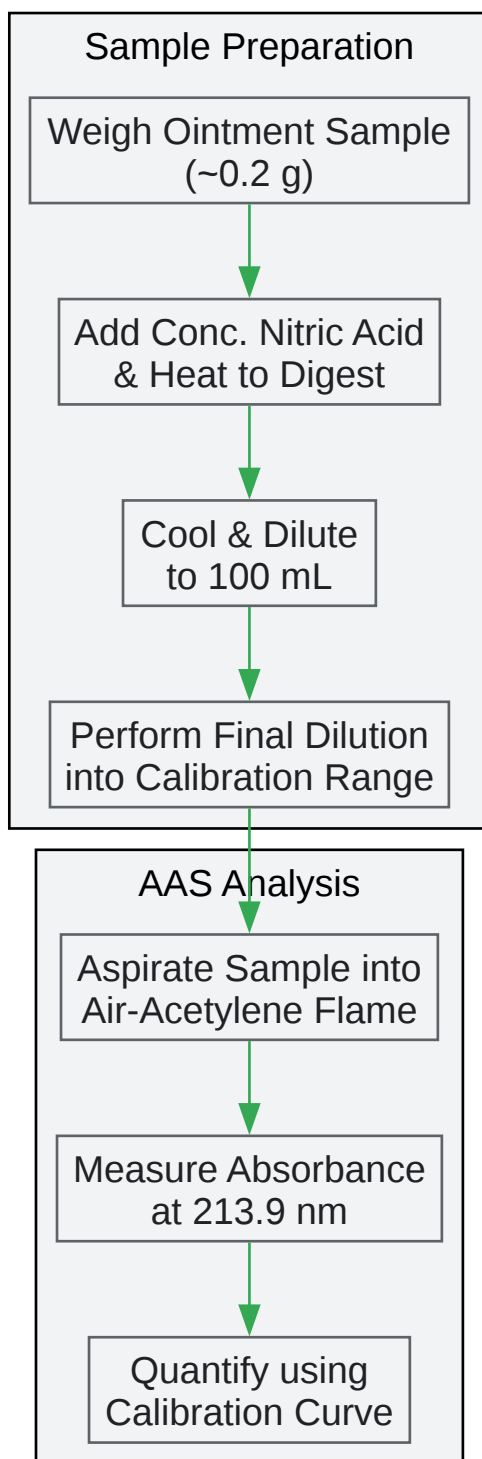 Sample Preparation
Weigh Ointment Sample
(~0.2 g)
Add Conc. Nitric Acid
& Heat to Digest
Cool & Dilute
to 100 mL
Perform Final Dilution
into Calibration Range
AAS Analysis
Aspirate Sample into
Air-Acetylene Flame
Measure Absorbance
at 213.9 nm
Quantify using
Calibration Curve